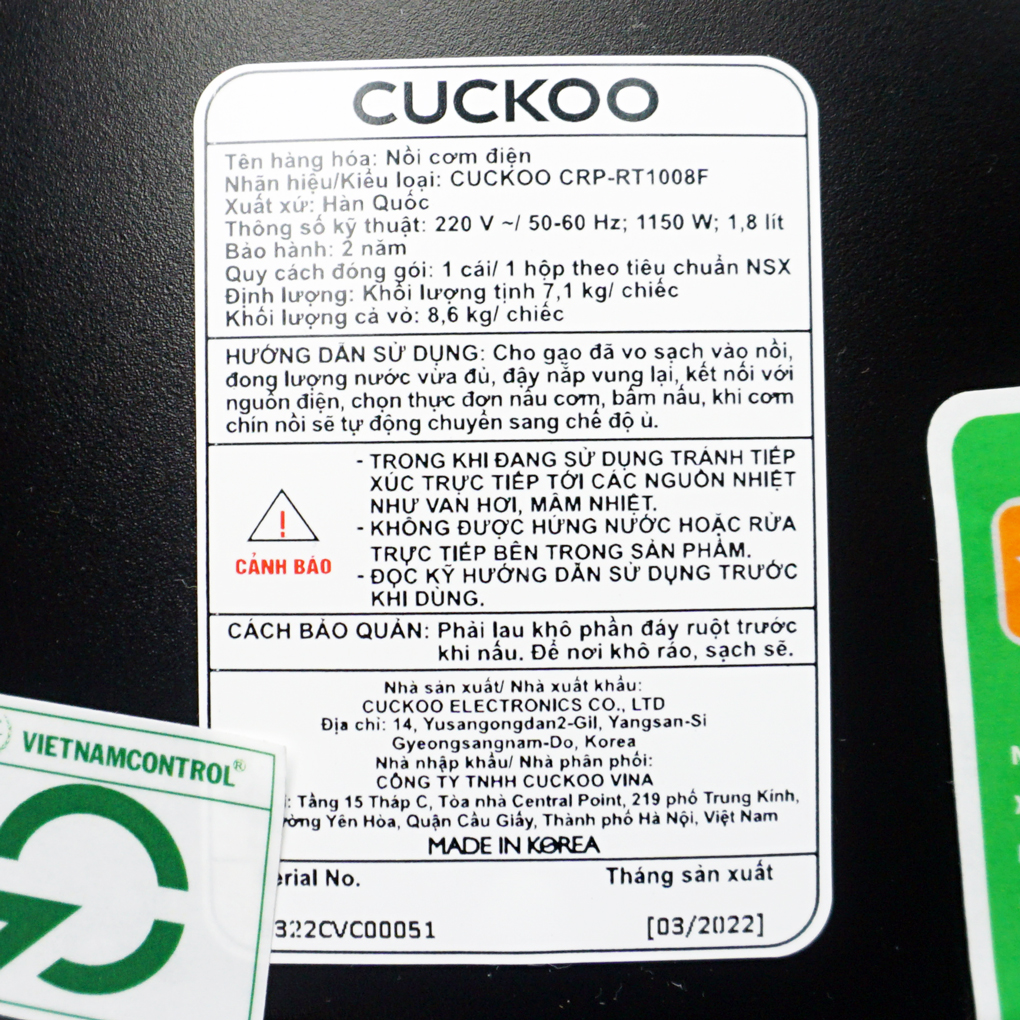 CUCKOO
Tên hàng hóa: Nồi cơm điện
Nhãn hiệu/Kiểu loại: CUCKOO CRP-RT1008F
Xuất xứ: Hàn Quốc
Thông số kỹ thuật: 220 V ~/ 50-60 Hz; 1150 W; 1,8 lít
Bảo hành: 2 năm
Quy cách đóng gói: 1 cái/ 1 hộp theo tiêu chuẩn NSX
Định lượng: Khối lượng tịnh 7,1 kg/ chiếc
Khối lượng cả vỏ: 8,6 kg/ chiếc
HƯỚNG DẪN SỬ DỤNG: Cho gạo đã vo sạch vào nồi,
đong lượng nước vừa đủ, đậy nắp vung lại, kết nối với
nguồn điện, chọn thực đơn nấu cơm, bấm nấu, khi cơm
chín nồi sẽ tự động chuyển sang chế độ ủ.
- TRONG KHI ĐANG SỬ DỤNG TRÁNH TIẾP
XÚC TRỰC TIẾP TỚI CÁC NGUỒN NHIỆT
NHƯ VAN HƠI, MÂM NHIỆT.
- KHÔNG ĐƯỢC HỨNG NƯỚC HOẶC RỬA
TRỰC TIẾP BÊN TRONG SẢN PHẨM.
- ĐỌC KỸ HƯỚNG DẪN SỬ DỤNG TRƯỚC
KHI DÙNG.
!
CẢNH BÁO
CÁCH BẢO QUẢN: Phải lau khô phần đáy ruột trước
khi nấu. Để nơi khô ráo, sạch sẽ.
Nhà sản xuất/ Nhà xuất khẩu:
CUCKOO ELECTRONICS CO., LTD
Địa chỉ: 14, Yusangongdan2-Gil, Yangsan-Si
Gyeongsangnam-Do, Korea
Nhà nhập khẩu/ Nhà phân phối:
CÔNG TY TNHH CUCKOO VINA
: Tầng 15 Tháp C, Tòa nhà Central Point, 219 phố Trung Kính,
Yên Hòa, Quận Cầu Giấy, Thành phố Hà Nội, Việt Nam
MADE IN KOREA
No.
Tháng sản xuất
322CVC00051
[03/2022]
VIETNAMCONTROL®